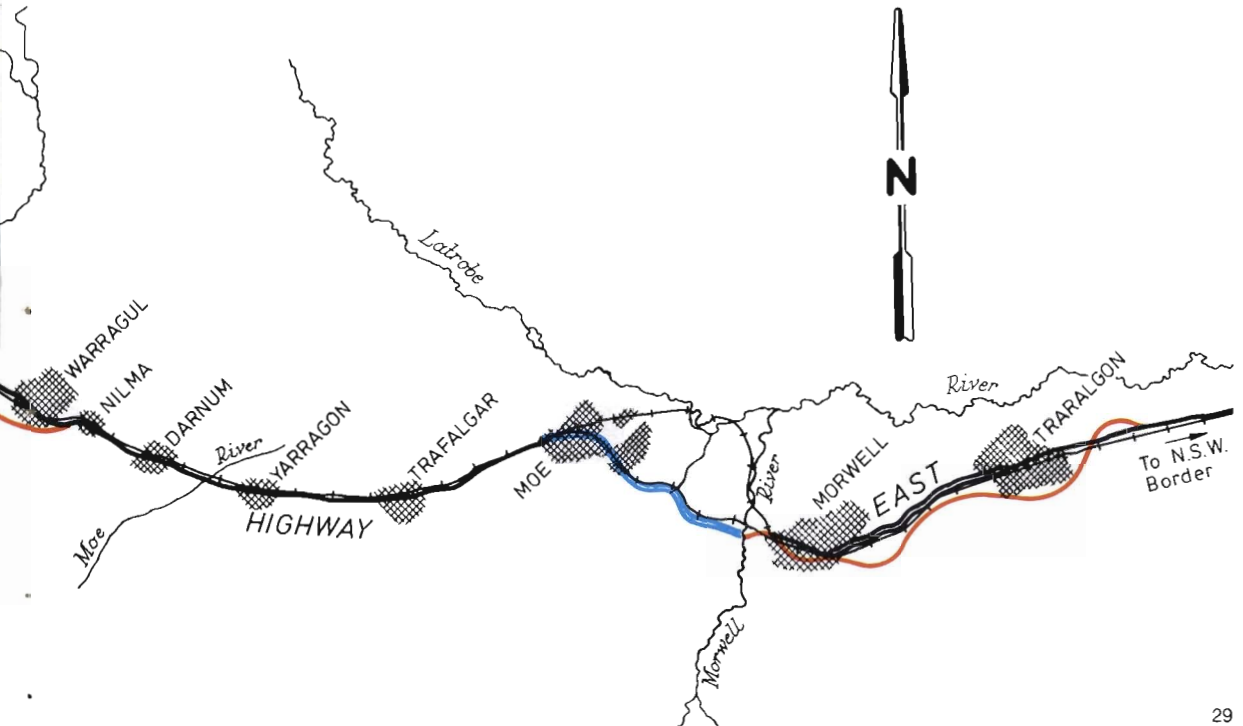 N
Latrobe
River
WARRAGUL
NILMA
DARNUM
River
Moe
YARRAGON
TRAFALGAR
HIGHWAY
MOE
River
MORWELL
EAST
TRARALGON
To N.S.W.
Border
Morwell
29